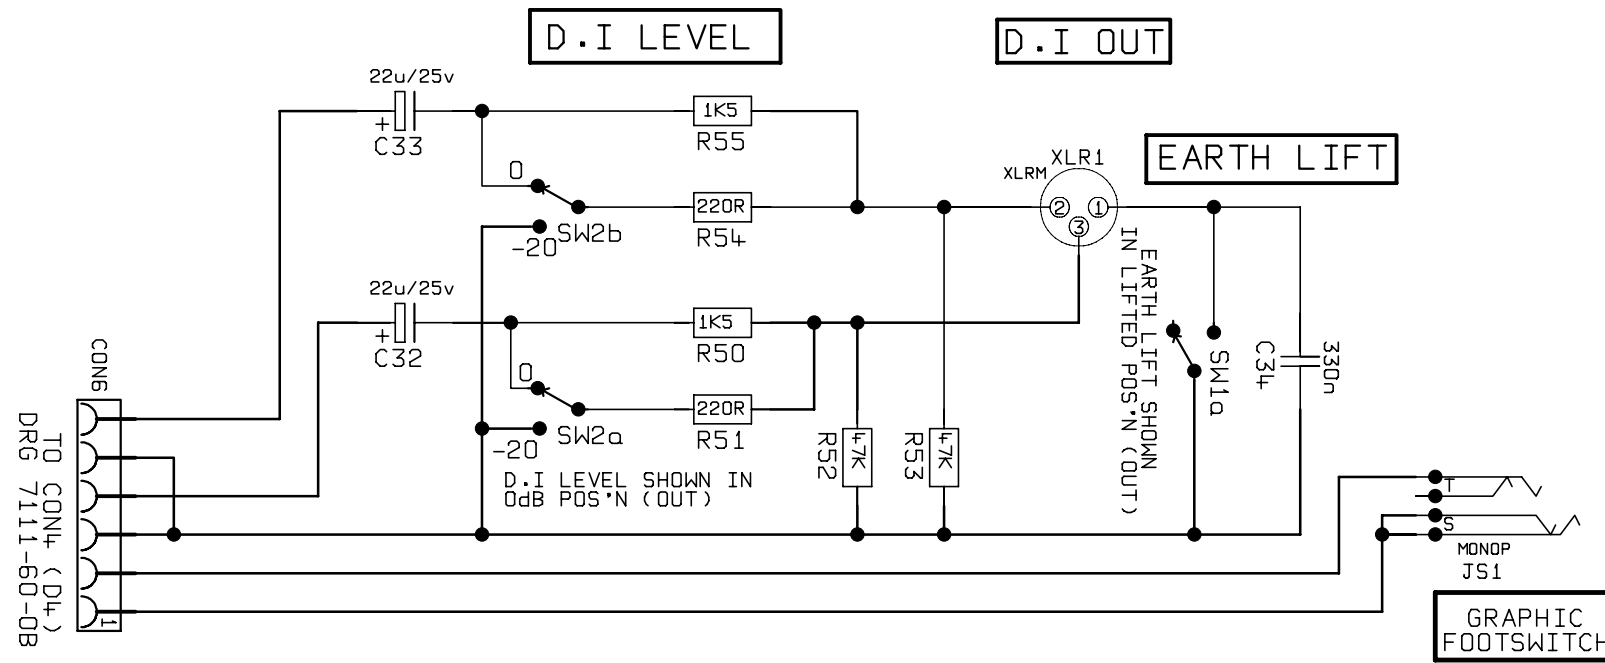 D.I LEVEL
D.I OUT
22u/25v
+
C33
1K5
R55
EARTH LIFT
XLR1
XLRM
2
1
3
0
-20
SW2b
220R
R54
22u/25v
+
C32
1K5
R50
0
-20
SW2a
220R
R51
D.I LEVEL SHOWN IN
0dB POS'N (OUT)
47K
R52
47K
R53
EARTH LIFT SHOWN
IN LIFTED POS'N (OUT)
SW1a
C34
330n
CON6
TO CON4 (D4)
DRG 7111-60-0B
1
T
S
MONOP
JS1
GRAPHIC
FOOTSWITCH